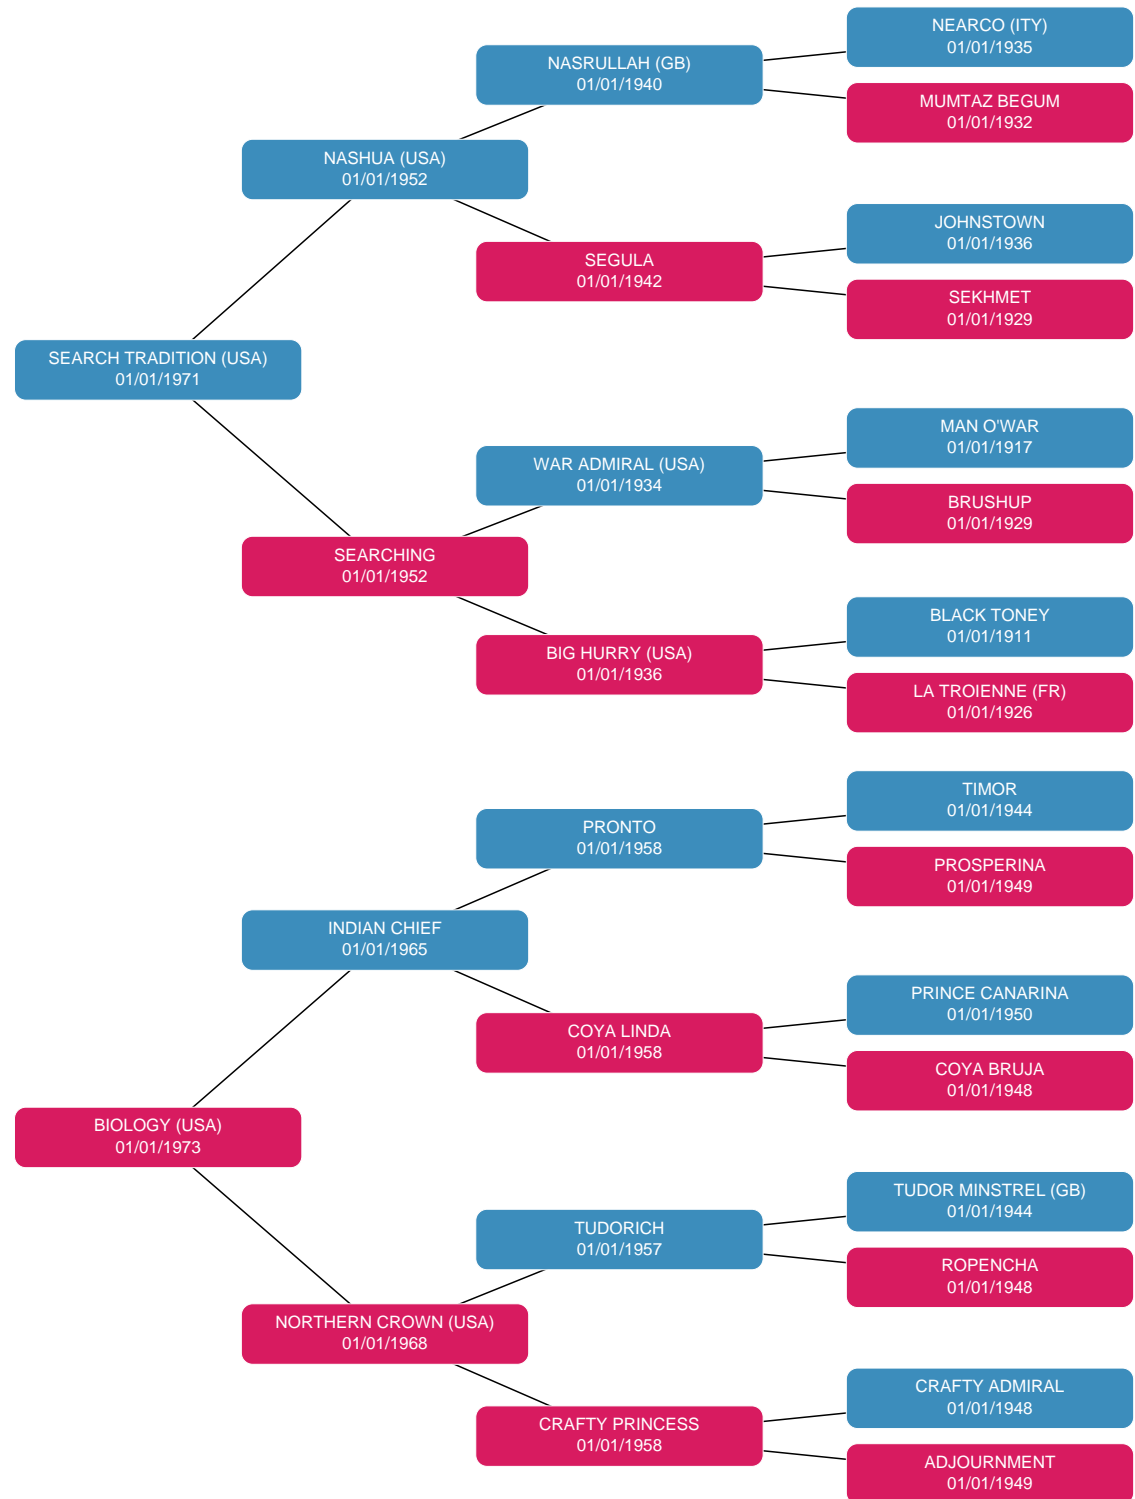 NEARCO (ITY)
01/01/1935
NASRULLAH (GB)
01/01/1940
MUMTAZ BEGUM
01/01/1932
NASHUA (USA)
01/01/1952
JOHNSTOWN
01/01/1936
SEGULA
01/01/1942
SEKHMET
01/01/1929
SEARCH TRADITION (USA)
01/01/1971
MAN O'WAR
01/01/1917
WAR ADMIRAL (USA)
01/01/1934
BRUSHUP
01/01/1929
SEARCHING
01/01/1952
BLACK TONEY
01/01/1911
BIG HURRY (USA)
01/01/1936
LA TROIENNE (FR)
01/01/1926
TIMOR
01/01/1944
PRONTO
01/01/1958
PROSPERINA
01/01/1949
INDIAN CHIEF
01/01/1965
PRINCE CANARINA
01/01/1950
COYA LINDA
01/01/1958
COYA BRUJA
01/01/1948
BIOLOGY (USA)
01/01/1973
TUDOR MINSTREL (GB)
01/01/1944
TUDORICH
01/01/1957
ROPENCHA
01/01/1948
NORTHERN CROWN (USA)
01/01/1968
CRAFTY ADMIRAL
01/01/1948
CRAFTY PRINCESS
01/01/1958
ADJOURNMENT
01/01/1949